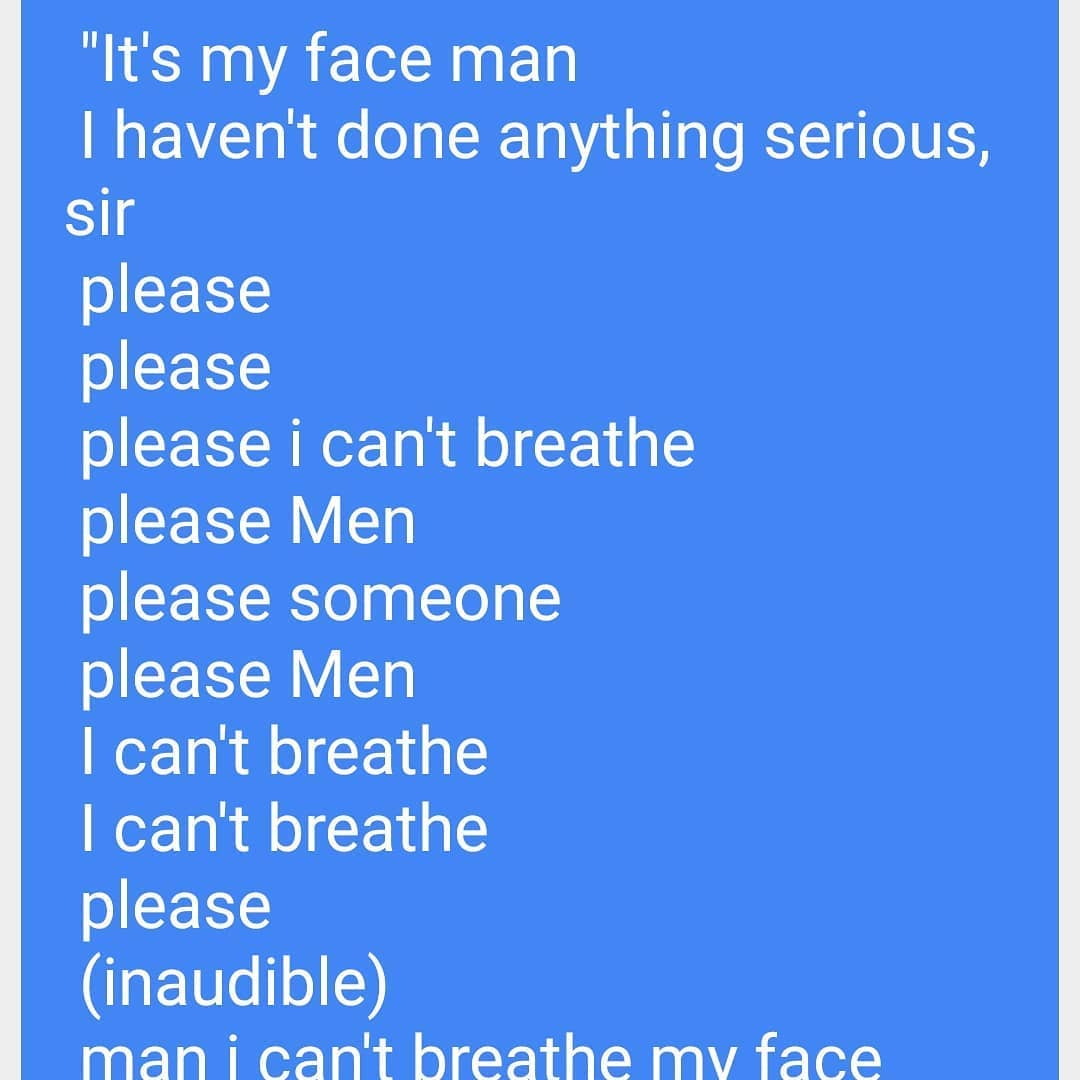 "It's my face man
I haven't done anything serious,
sir
please
please
please i can't breathe
please Men
please someone
please Men
I can't breathe
I can't breathe
please
(inaudible)
man i can't breathe my face